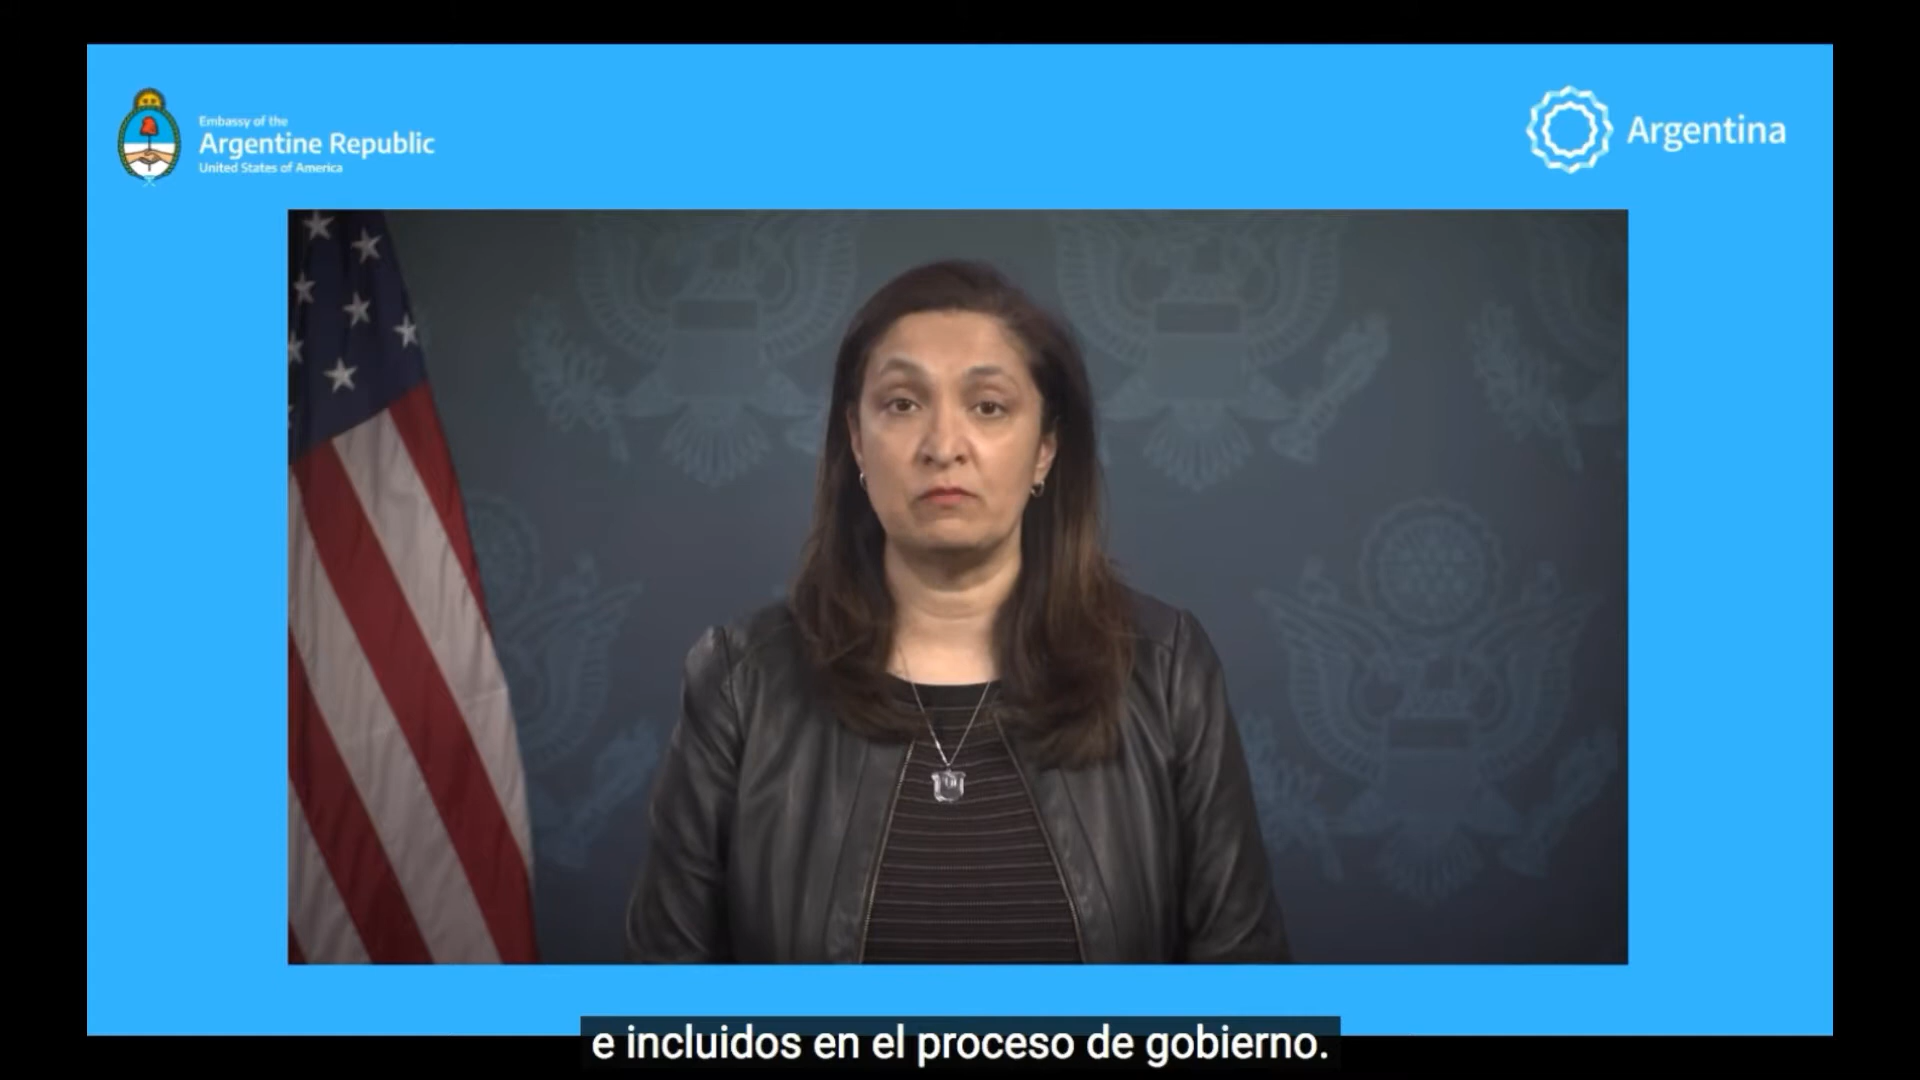 Embassy of the
Argentine Republic
United States of America
Argentina
e incluidos en el proceso de gobierno.